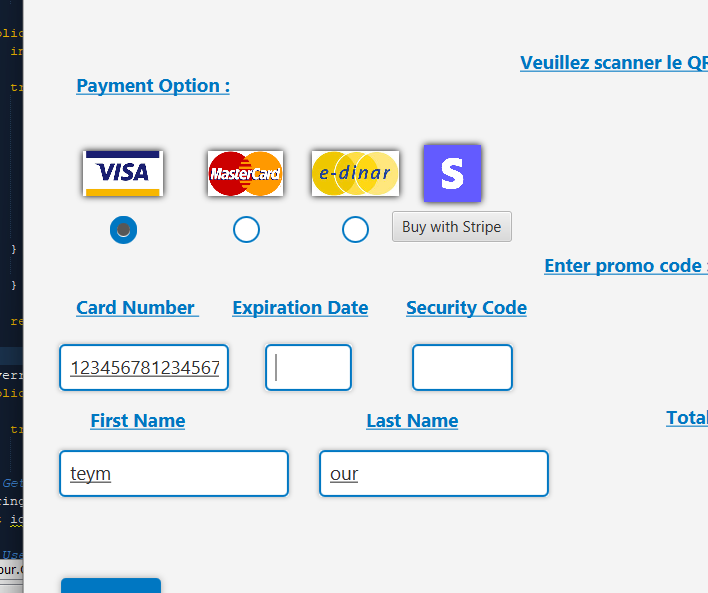 Veuillez scanner le QR
Payment Option :
VISA
MasterCard
e-dinar
S
Buy with Stripe
Enter promo code :
Card Number
Expiration Date
Security Code
123456781234567
First Name
Last Name
Total
teym
our